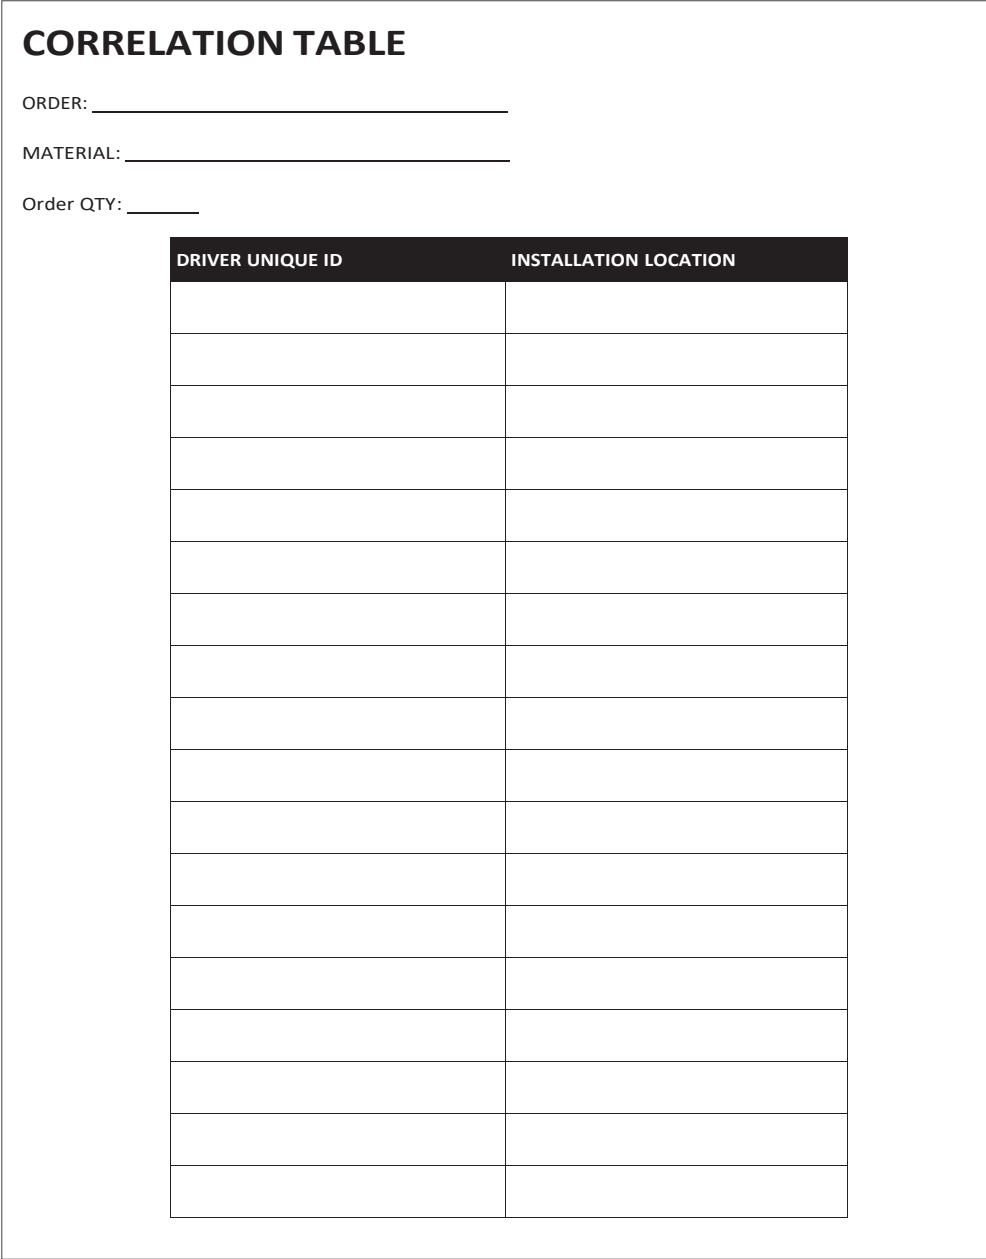 CORRELATION TABLE
ORDER:
MATERIAL:
Order QTY:
DRIVER UNIQUE ID INSTALLATION LOCATION